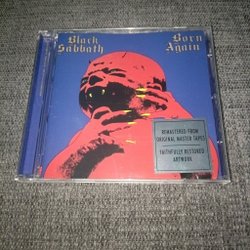 Black
Sabbath
Born
Again
REMASTERED FROM
ORIGINAL MASTER TAPES
FAITHFULLY RESTORED
ARTWORK